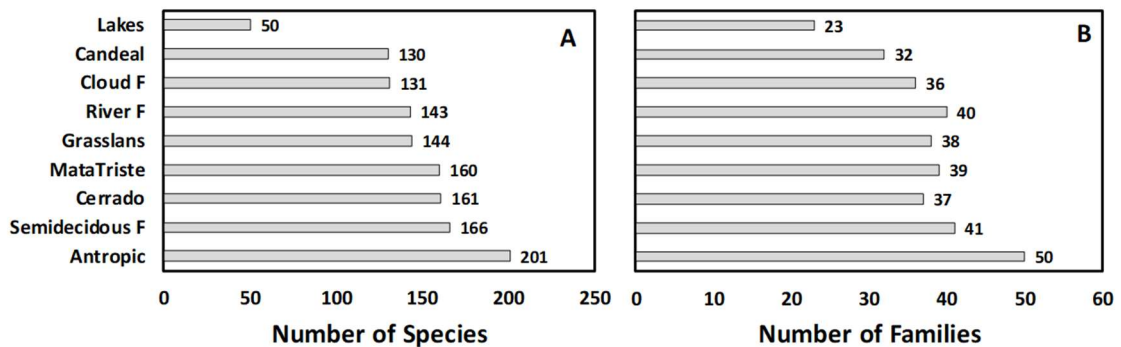 A
B
Lakes 50 23
Candeal 130 32
Cloud F 131 36
River F 143 40
Grasslans 144 38
MataTriste 160 39
Cerrado 161 37
Semidecidous F 166 41
Antropic 201 50
0 50 100 150 200 250 0 10 20 30 40 50 60
Number of Species Number of Families